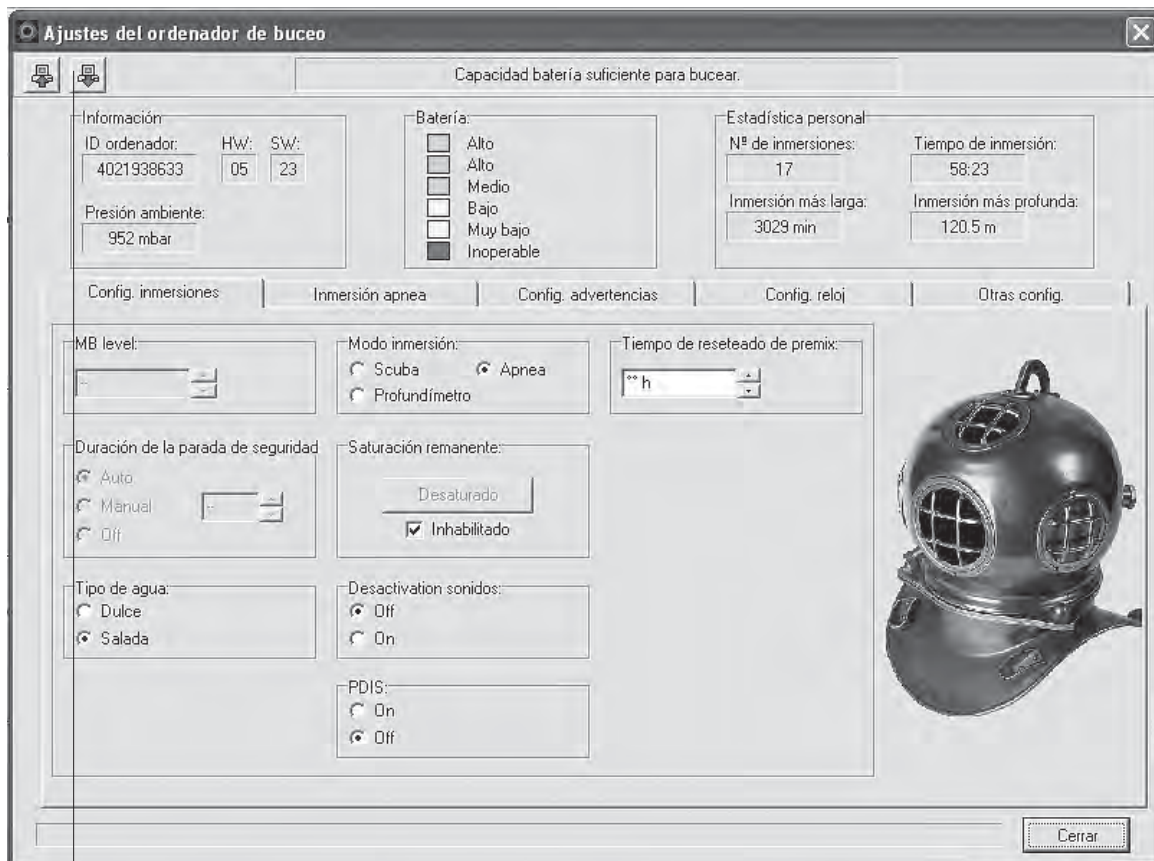 Ajustes del ordenador de buceo
Capacidad batería suficiente para bucear.
Información
ID ordenador: HW: SW:
4021938633 05 23
Presión ambiente:
952 mbar
Batería:
Alto
Alto
Medio
Bajo
Muy bajo
Inoperable
Estadística personal
Nº de inmersiones: Tiempo de inmersión:
17 58:23
Inmersión más larga: Inmersión más profunda:
3029 min 120.5 m
Config. inmersiones Inmersión apnea Config. advertencias Config. reloj Otras config.
MB level:
--
Modo inmersión:
Scuba Apnea
Profundímetro
Tiempo de reseteado de premix:
°° h
Duración de la parada de seguridad
Auto
Manual --
Off
Saturación remanente:
Desaturado
Inhabilitado
Tipo de agua:
Dulce
Salada
Desactivation sonidos:
Off
On
PDIS:
On
Off
Cerrar